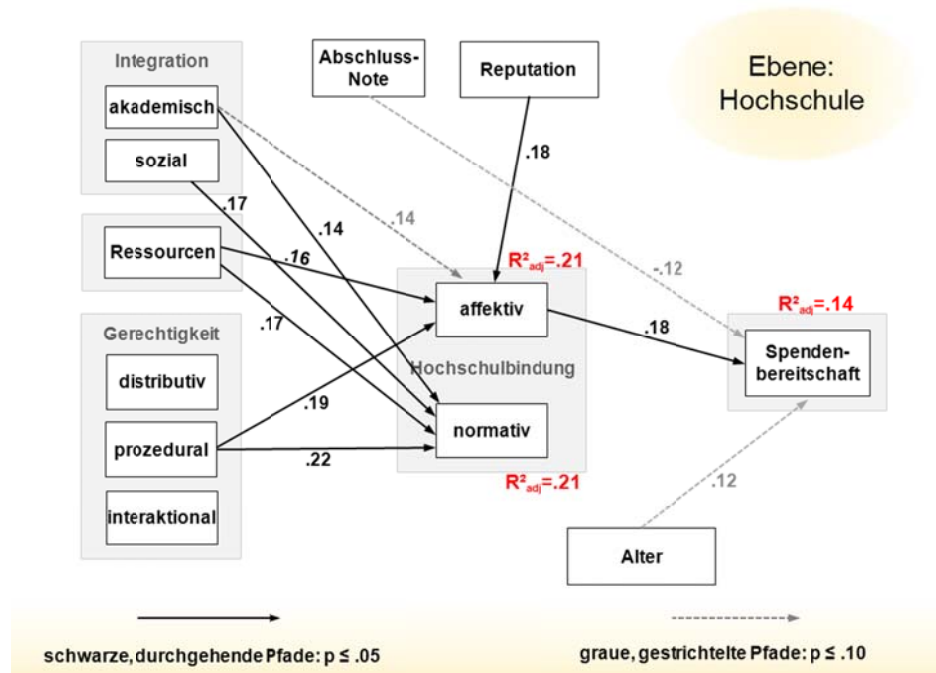 Integration
akademisch
sozial
Ressourcen
Gerechtigkeit
distributiv
prozedural
interaktional
Abschluss-
Note
Reputation
Ebene:
Hochschule
.18
.17
.14
.14
.16
.17
.19
.22
R²adj=.21
affektiv
Hochschulbindung
normativ
R²adj=.21
-.12
.18
R²adj=.14
Spenden-
bereitschaft
.12
Alter
schwarze, durchgehende Pfade: p ≤ .05
graue, gestrichtelte Pfade: p ≤ .10